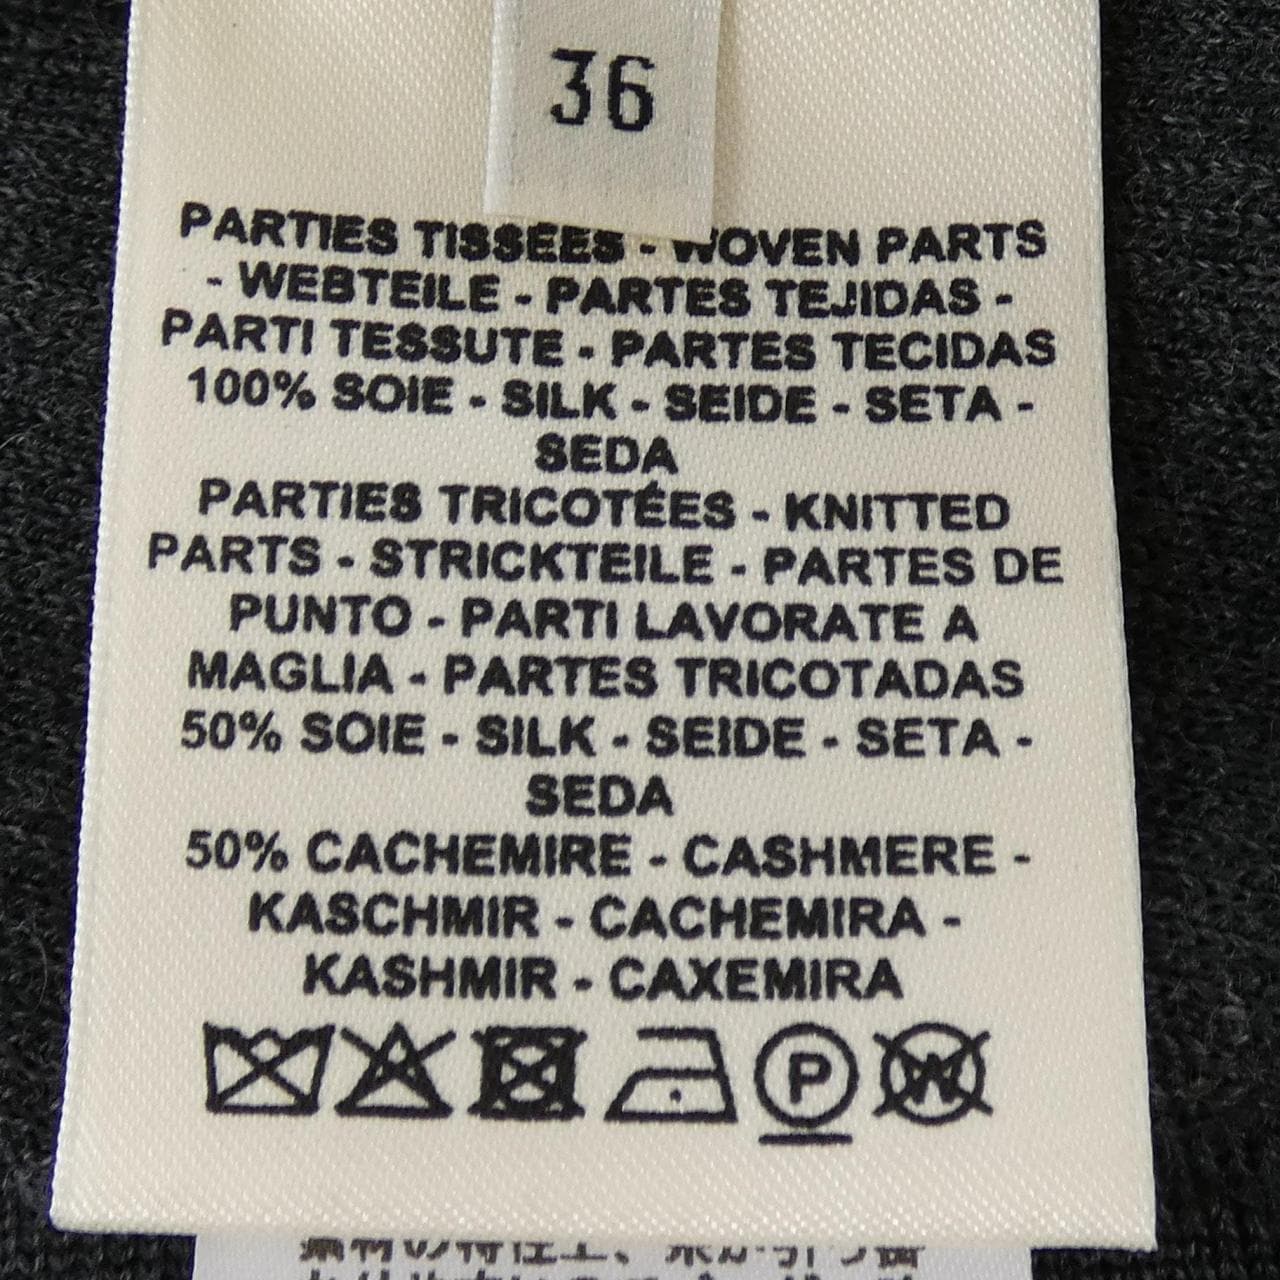 36
PARTIES TISSÉES - WOVEN PARTS
- WEBTEILE - PARTES TEJIDAS -
PARTI TESSUTE - PARTES TECIDAS
100% SOIE - SILK - SEIDE - SETA -
SEDA
PARTIES TRICOTÉES - KNITTED
PARTS - STRICKTEILE - PARTES DE
PUNTO - PARTI LAVORATE A
MAGLIA - PARTES TRICOTADAS
50% SOIE - SILK - SEIDE - SETA -
SEDA
50% CACHEMIRE - CASHMERE -
KASCHMIR - CACHEMIRA -
KASHMIR - CAXEMIRA
P W